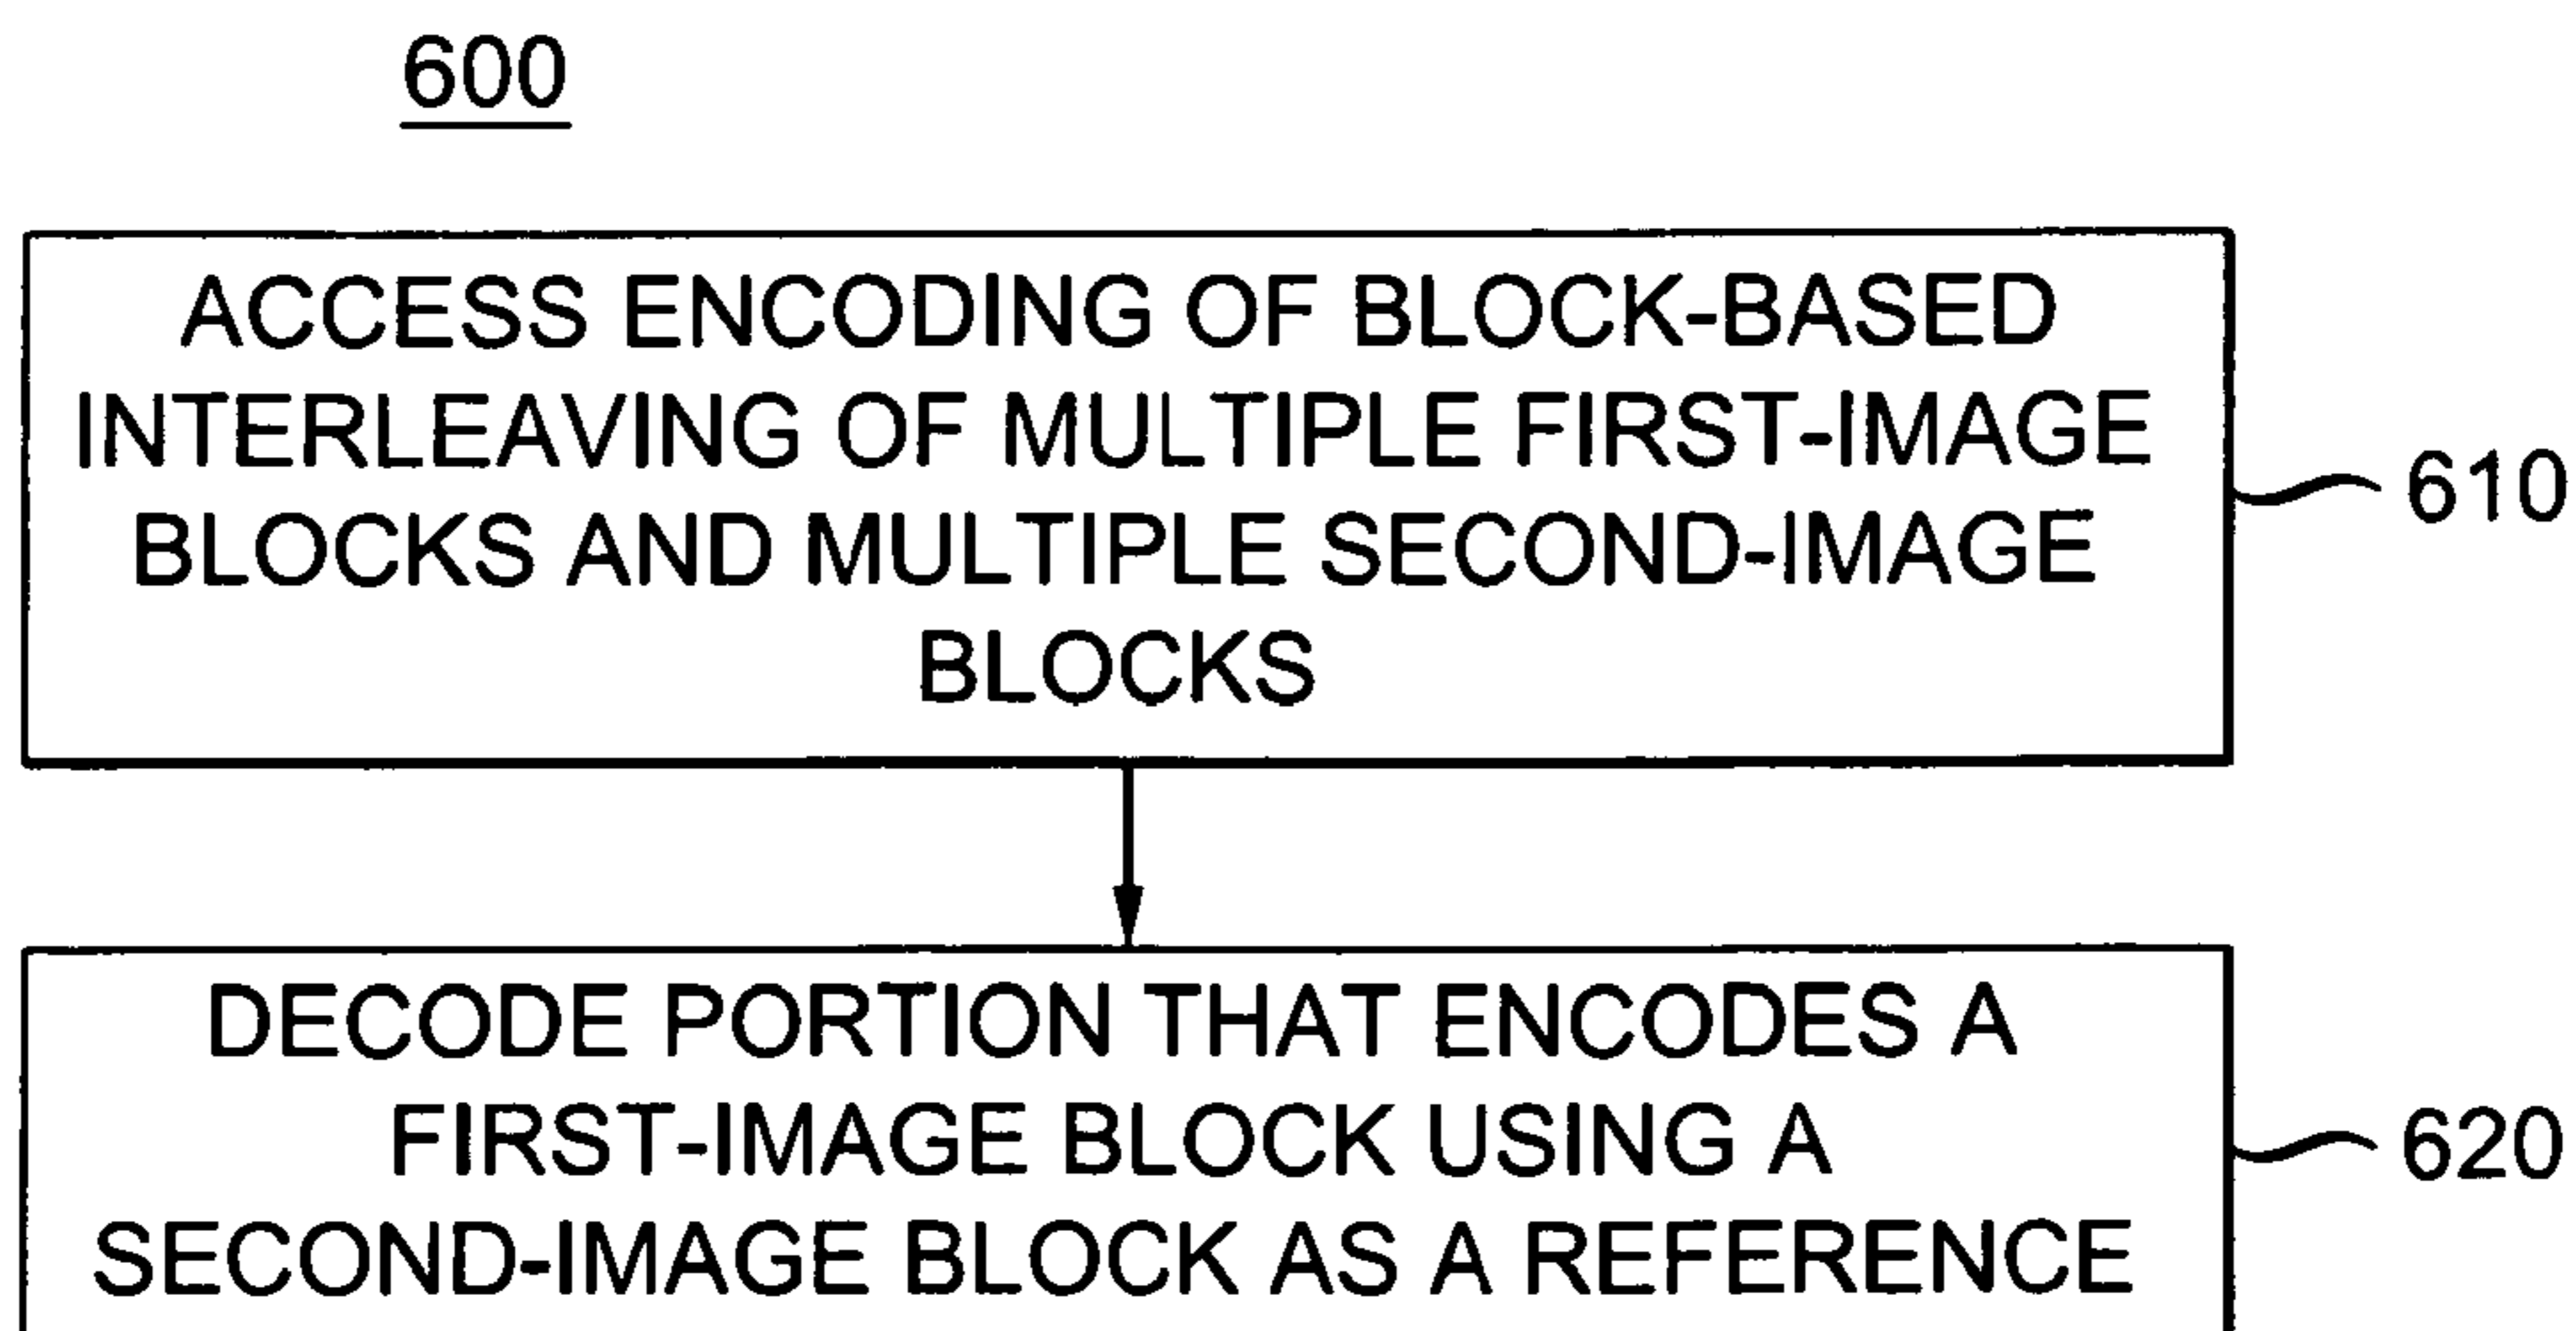 600
ACCESS ENCODING OF BLOCK-BASED
INTERLEAVING OF MULTIPLE FIRST-IMAGE
BLOCKS AND MULTIPLE SECOND-IMAGE
BLOCKS
610
DECODE PORTION THAT ENCODES A
FIRST-IMAGE BLOCK USING A
SECOND-IMAGE BLOCK AS A REFERENCE
620